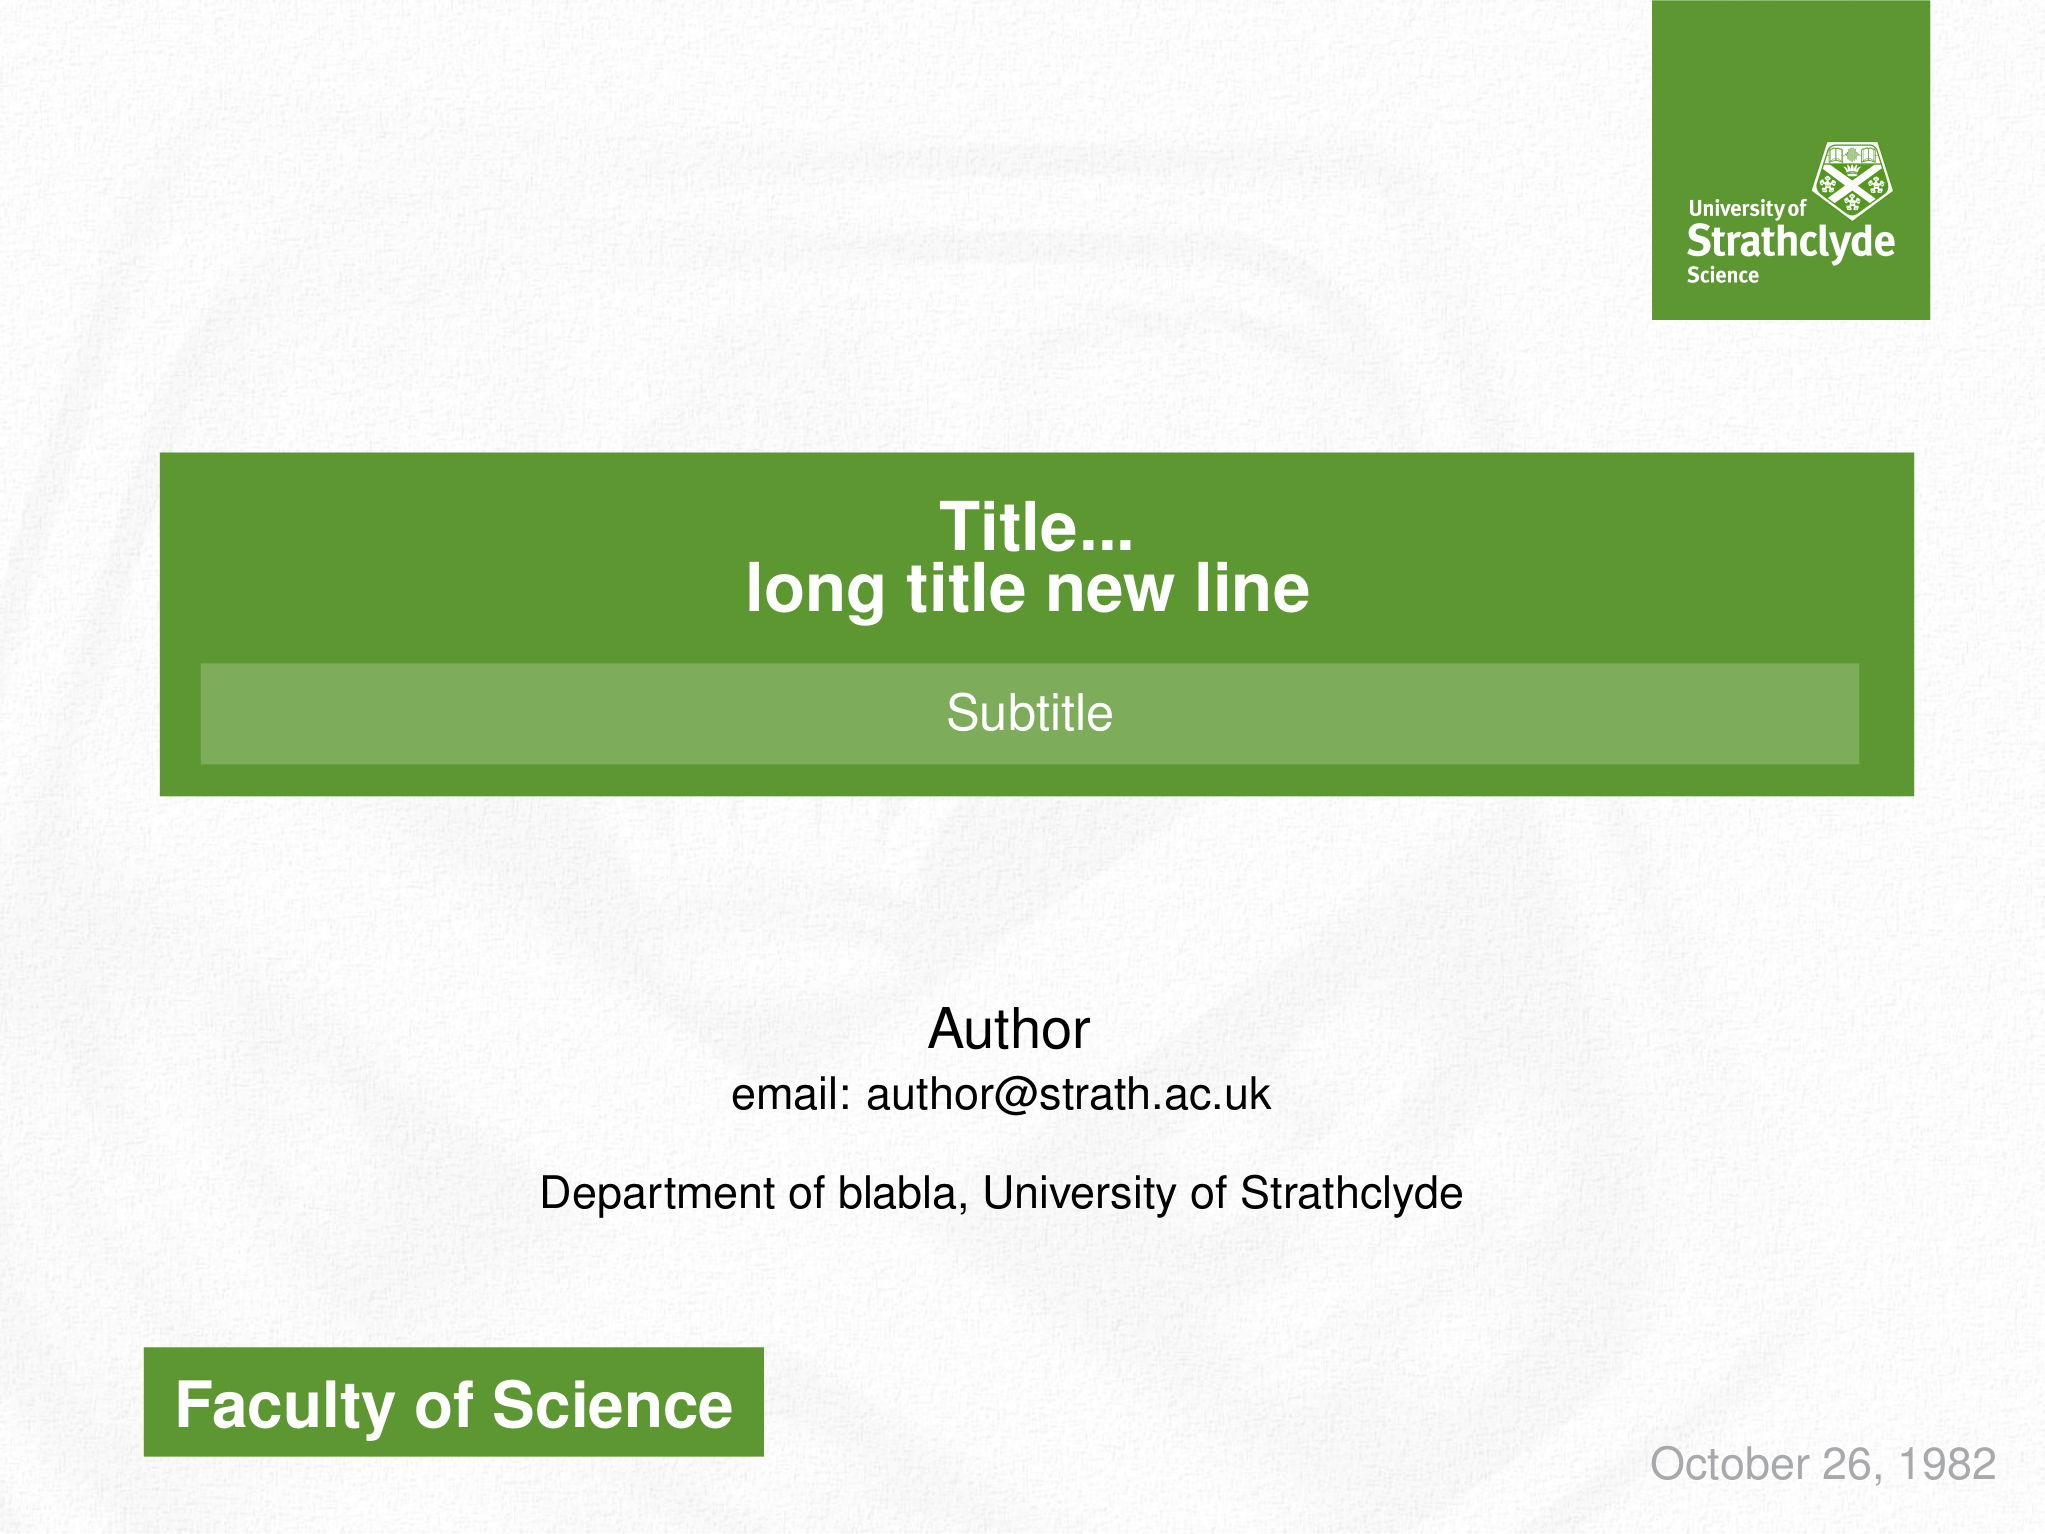 University of
Strathclyde
Science
Title...
long title new line
Subtitle
Author
email: author@strath.ac.uk
Department of blabla, University of Strathclyde
Faculty of Science
October 26, 1982